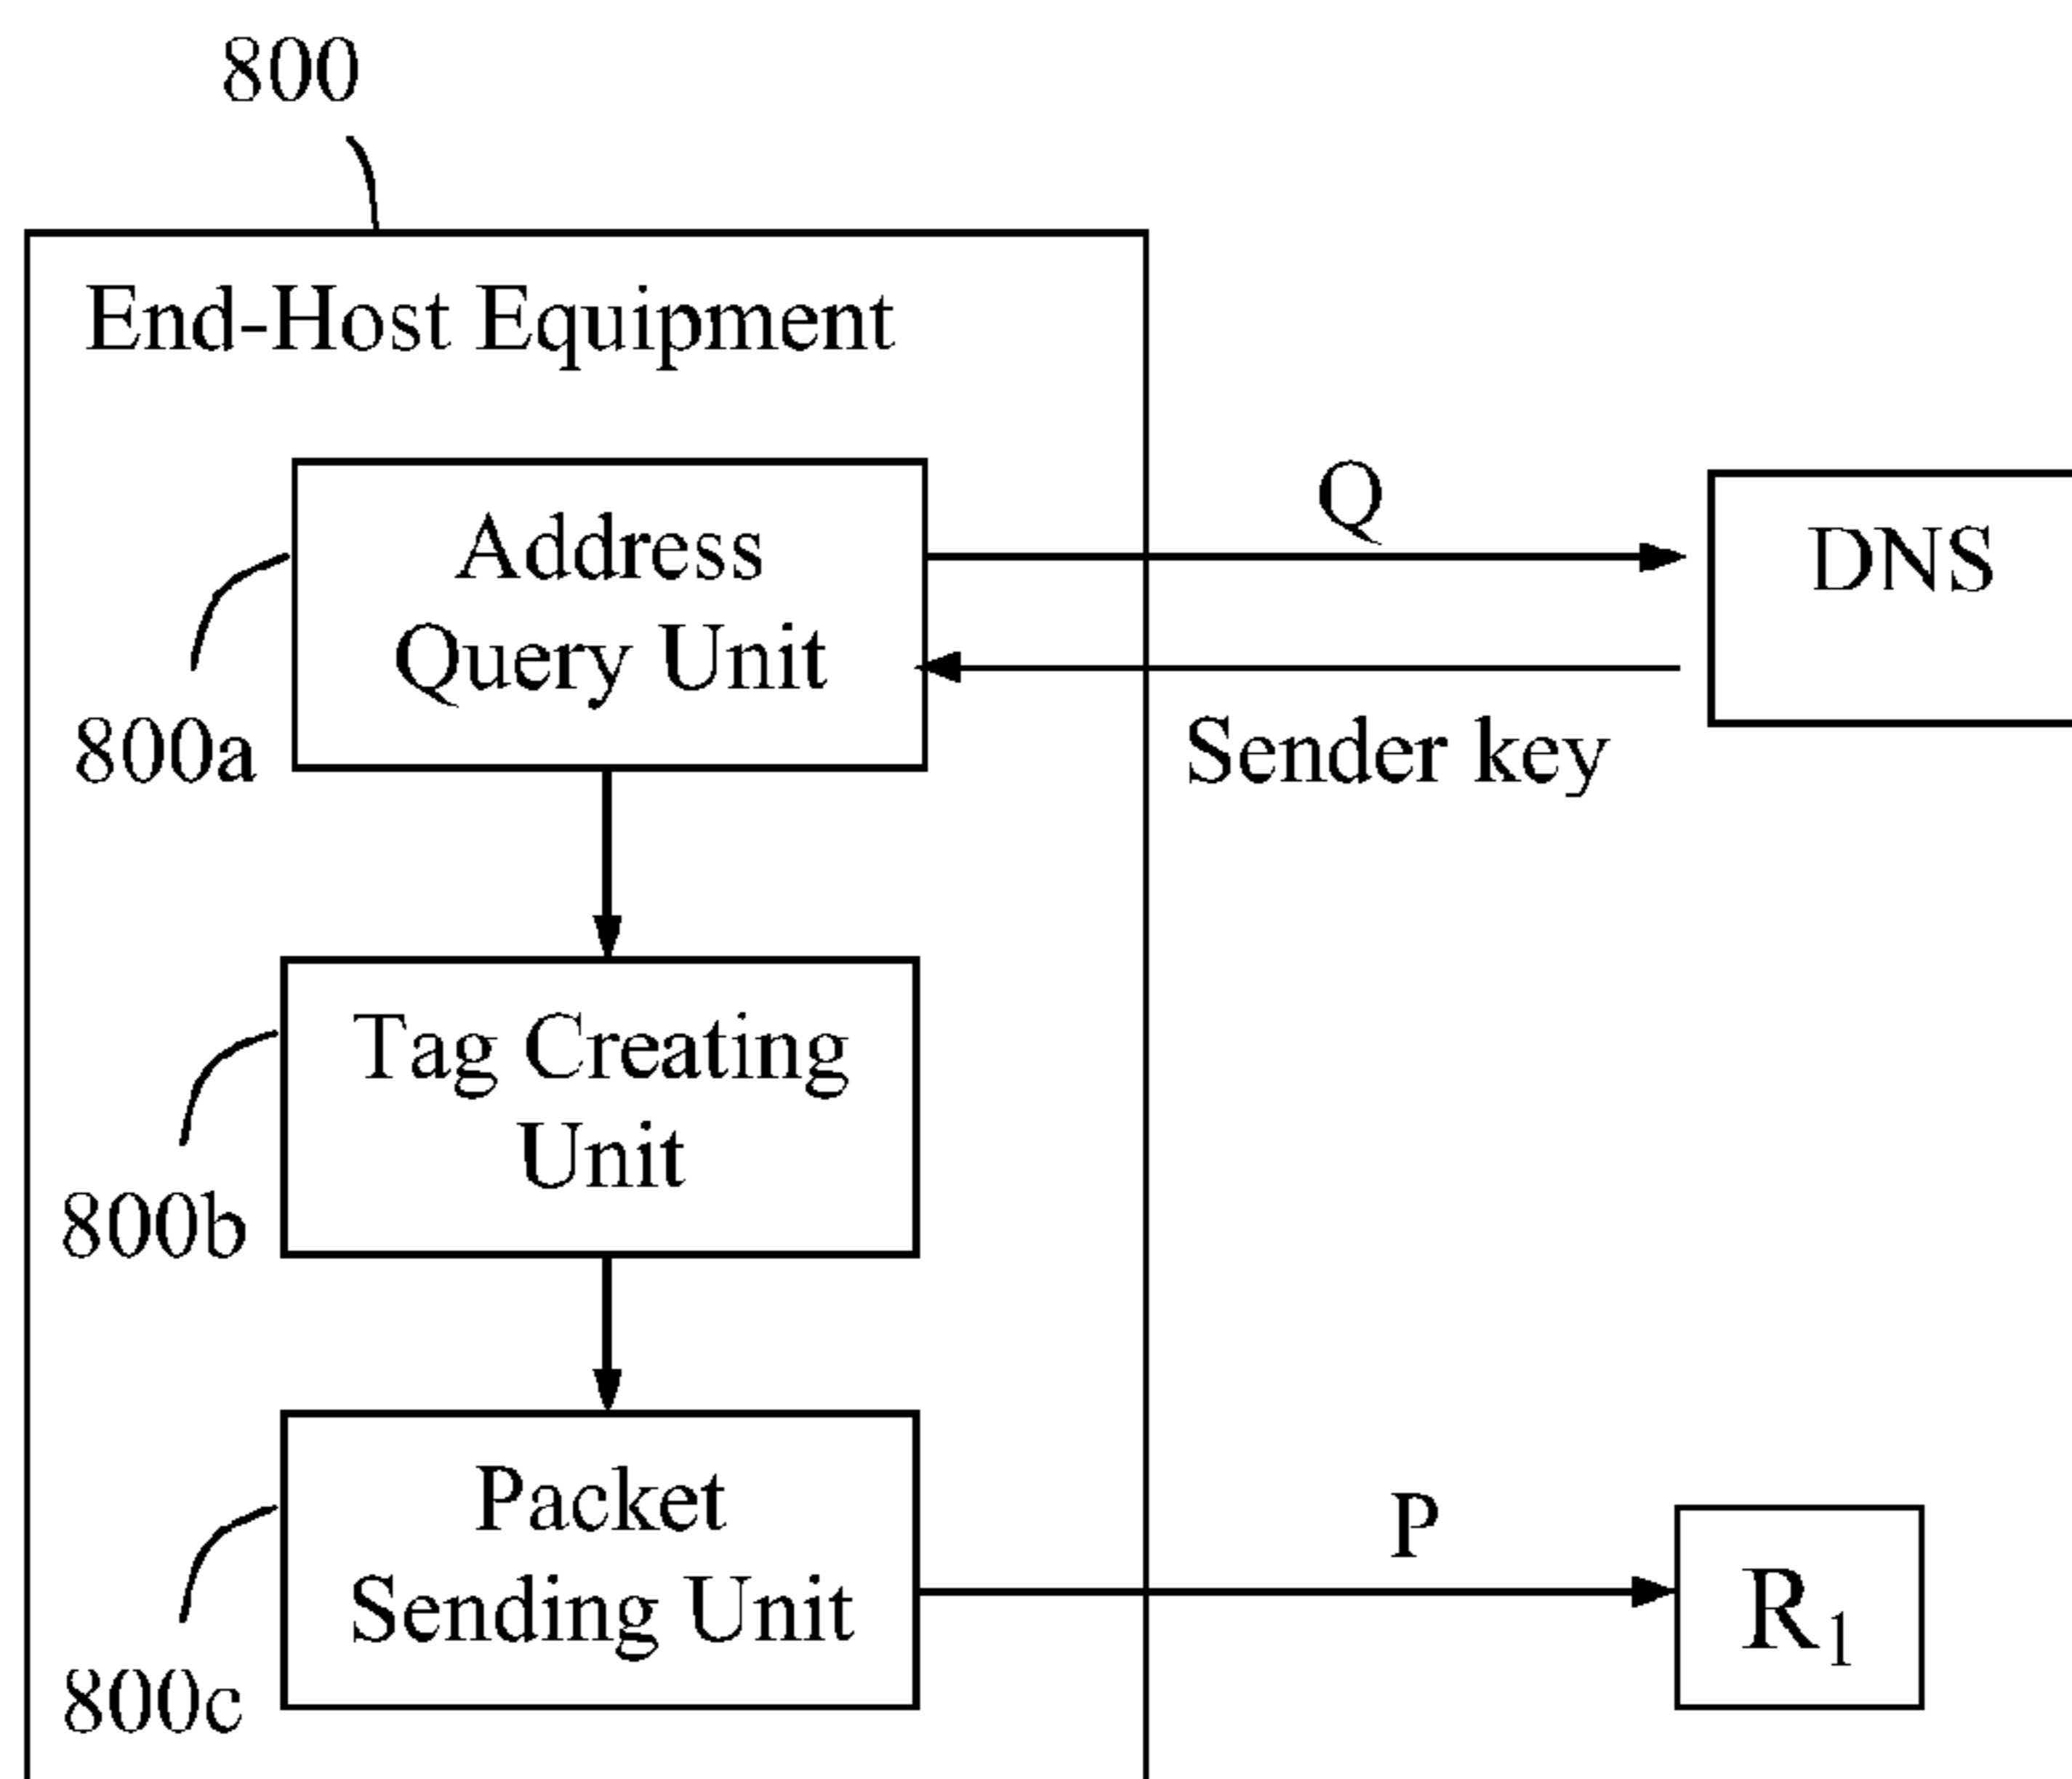 800
End-Host Equipment
Address
Query Unit
800a
Q
DNS
Sender key
Tag Creating
Unit
800b
Packet
Sending Unit
800c
P
R1